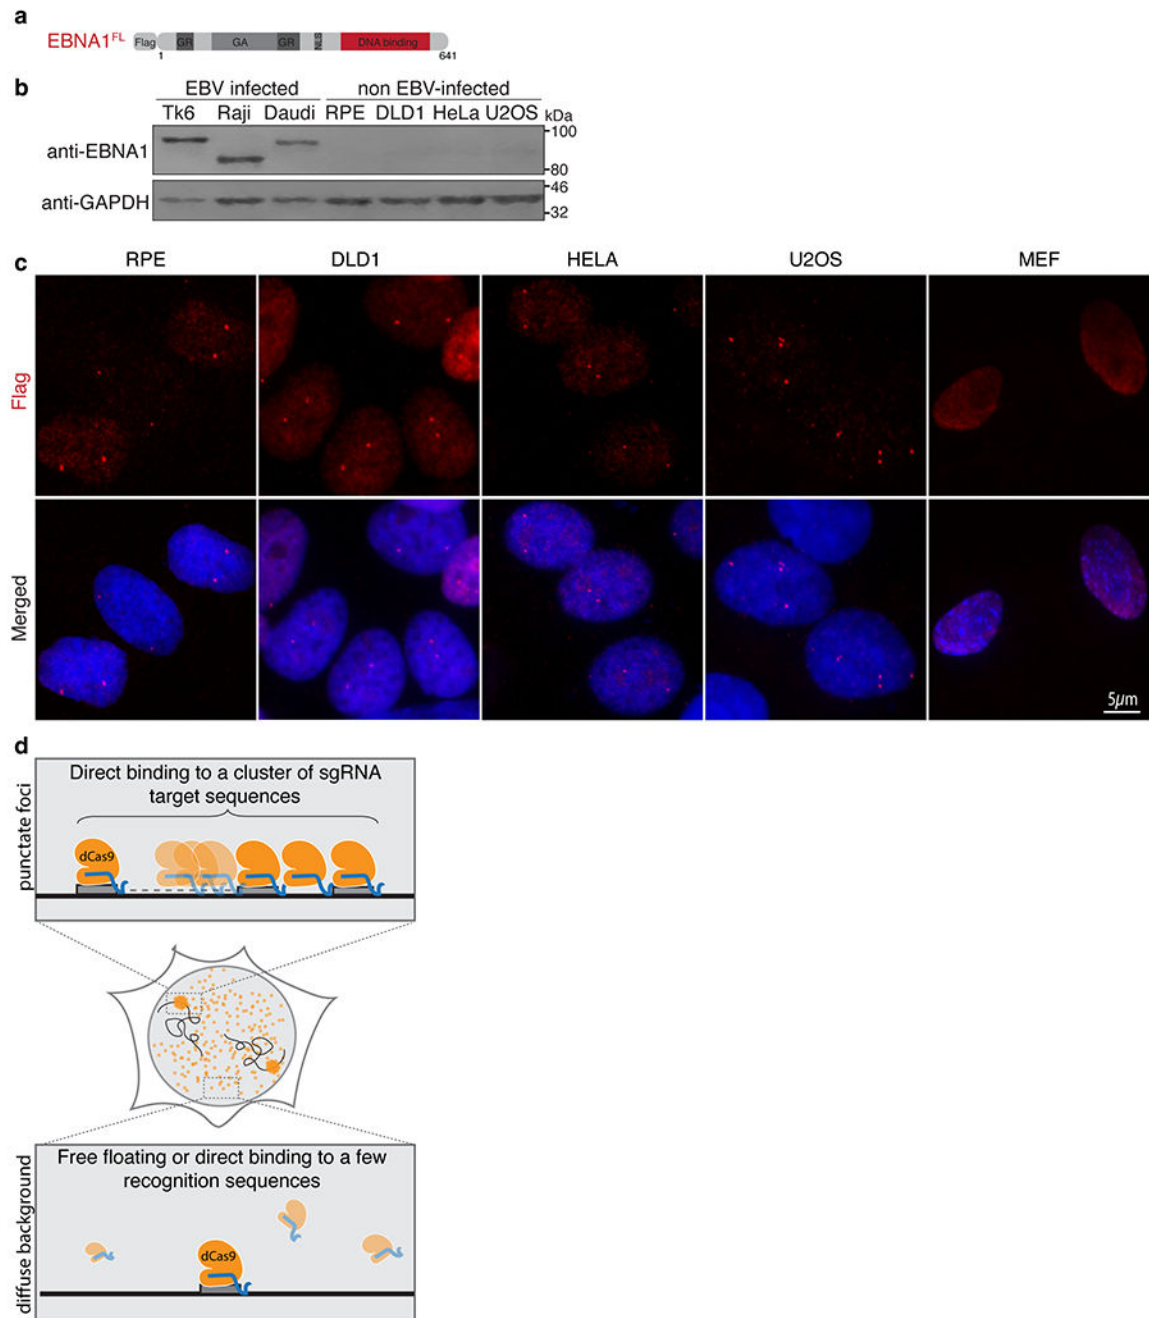 a
EBNA1FL
Flag
GR
GA
GR
NLS
DNA binding
1
641
b
EBV infected
non EBV-infected
Tk6
Raji
Daudi
RPE
DLD1
HeLa
U2OS
kDa
anti-EBNA1
100
80
anti-GAPDH
46
32
c
RPE
DLD1
HELA
U2OS
MEF
Flag
Merged
5µm
d
punctate foci
Direct binding to a cluster of sgRNA
target sequences
dCas9
diffuse background
Free floating or direct binding to a few
recognition sequences
dCas9